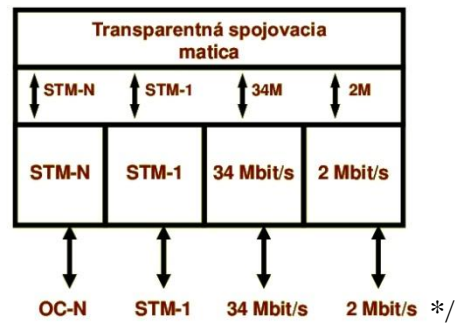 Transparentná spojovacia
matica
STM-N STM-1 34M 2M
STM-N STM-1 34 Mbit/s 2 Mbit/s
OC-N STM-1 34 Mbit/s 2 Mbit/s */